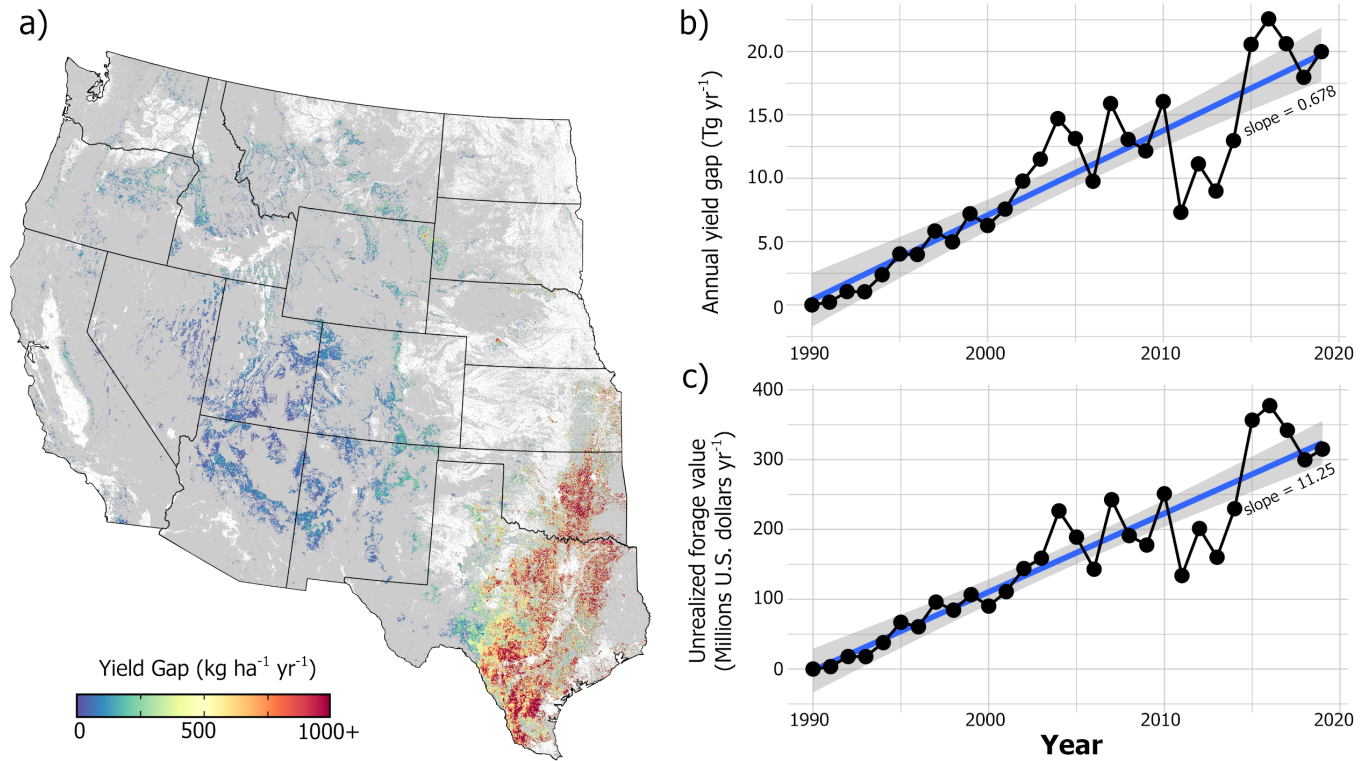 a)
Yield Gap (kg ha⁻¹ yr⁻¹)
0 500 1000+
b)
Annual yield gap (Tg yr⁻¹)
20.0
15.0
10.0
5.0
0
slope = 0.678
1990 2000 2010 2020
c)
Unrealized forage value
(Millions U.S. dollars yr⁻¹)
400
300
200
100
0
slope = 11.25
1990 2000 2010 2020
Year